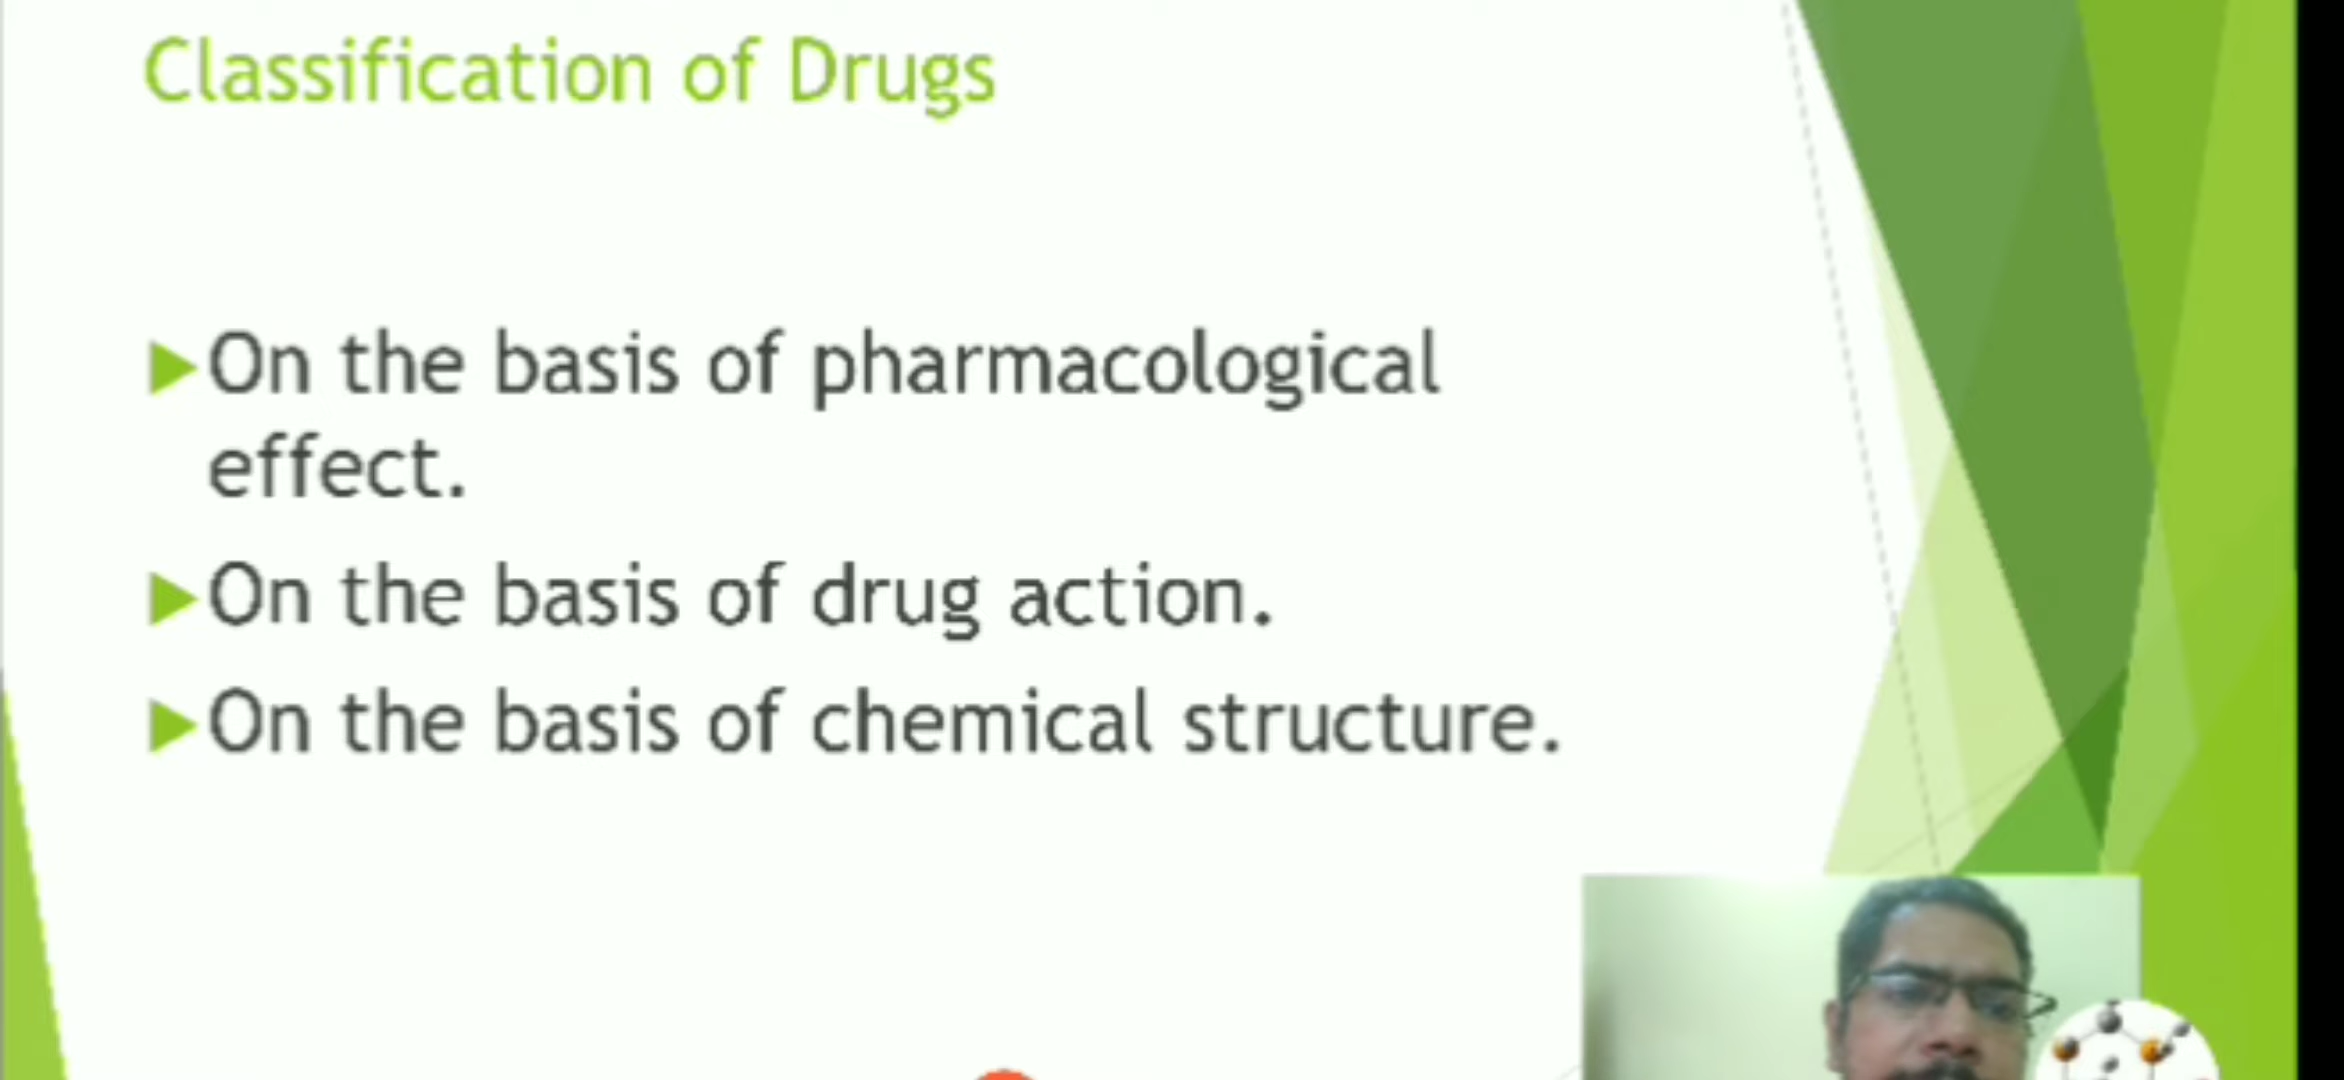 Classification of Drugs
On the basis of pharmacological
effect.
On the basis of drug action.
On the basis of chemical structure.